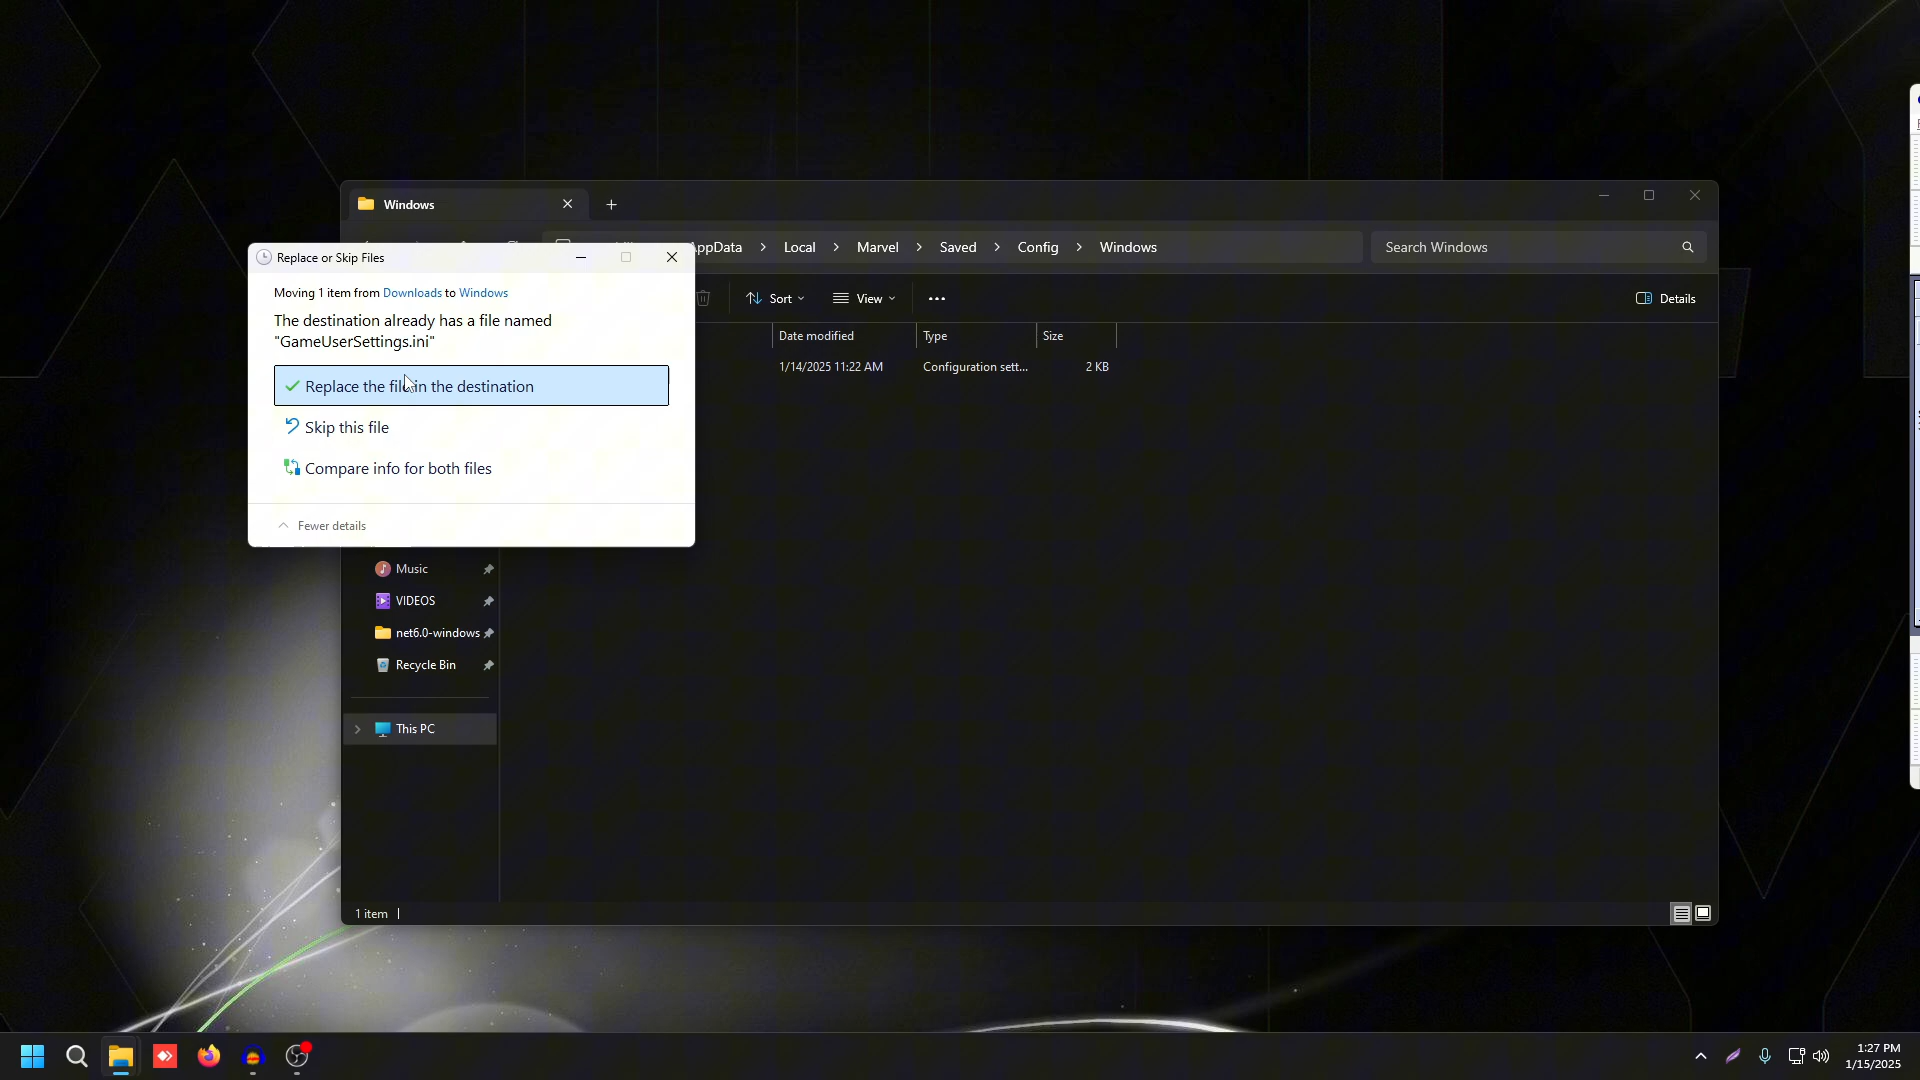 Windows
AppData > Local > Marvel > Saved > Config > Windows
Search Windows
Sort
View
Details
Date modified
Type
Size
1/14/2025 11:22 AM
Configuration sett...
2 KB
Replace or Skip Files
Moving 1 item from Downloads to Windows
The destination already has a file named
"GameUserSettings.ini"
Replace the file in the destination
Skip this file
Compare info for both files
Fewer details
Music
VIDEOS
net6.0-windows
Recycle Bin
This PC
1 item
1:27 PM
1/15/2025